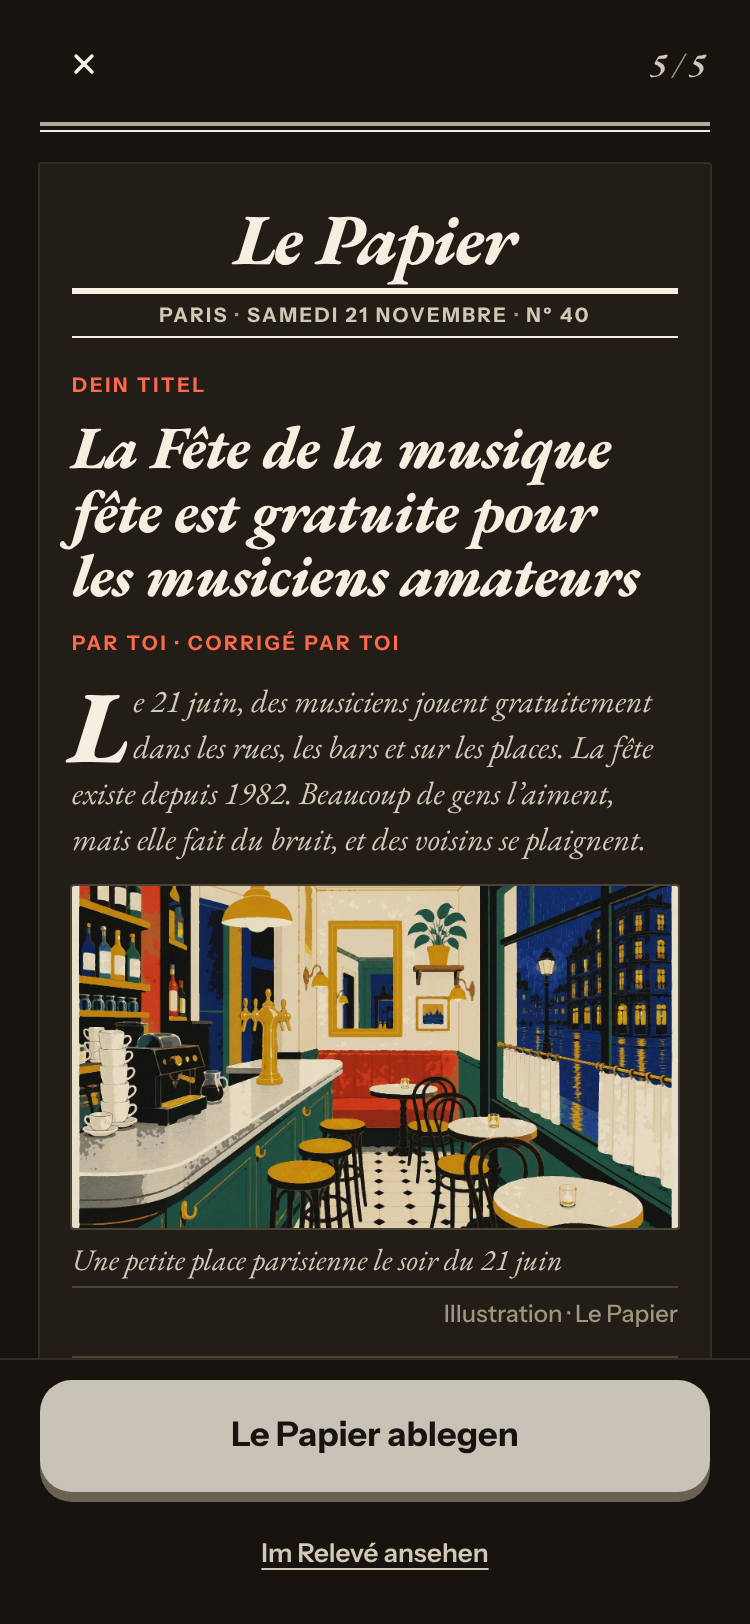 5 / 5
Le Papier
PARIS · SAMEDI 21 NOVEMBRE · N° 40
DEIN TITEL
La Fête de la musique
fête est gratuite pour
les musiciens amateurs
PAR TOI · CORRIGÉ PAR TOI
Le 21 juin, des musiciens jouent gratuitement
dans les rues, les bars et sur les places. La fête
existe depuis 1982. Beaucoup de gens l’aiment,
mais elle fait du bruit, et des voisins se plaignent.
Une petite place parisienne le soir du 21 juin
Illustration · Le Papier
Le Papier ablegen
Im Relevé ansehen